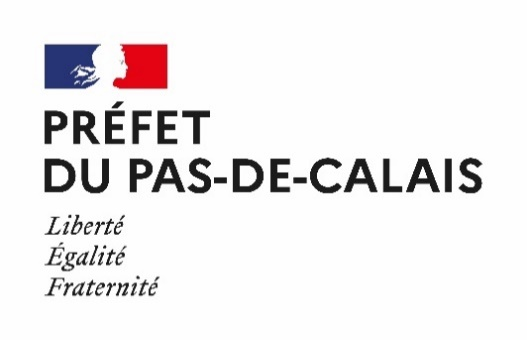 PRÉFET
DU PAS-DE-CALAIS
Liberté
Égalité
Fraternité